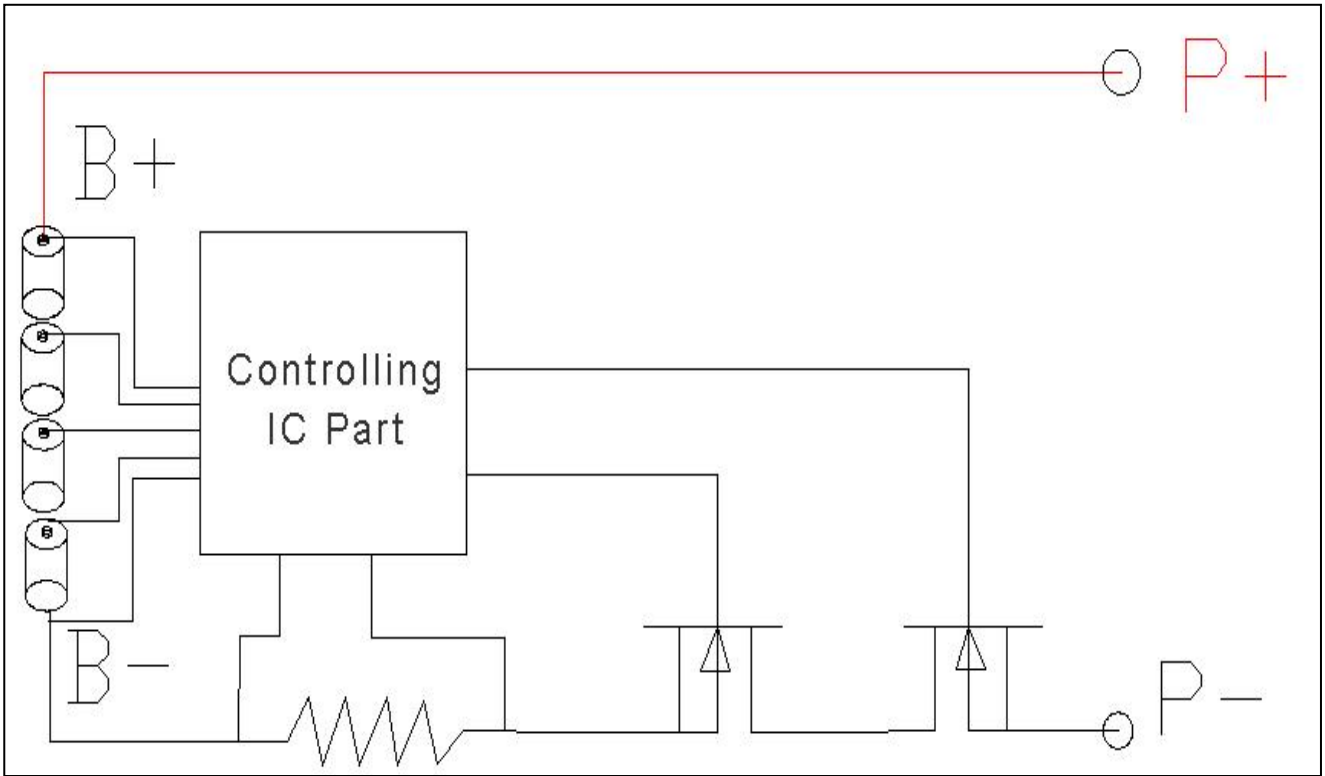 P+
B+
Controlling
IC Part
B-
P-